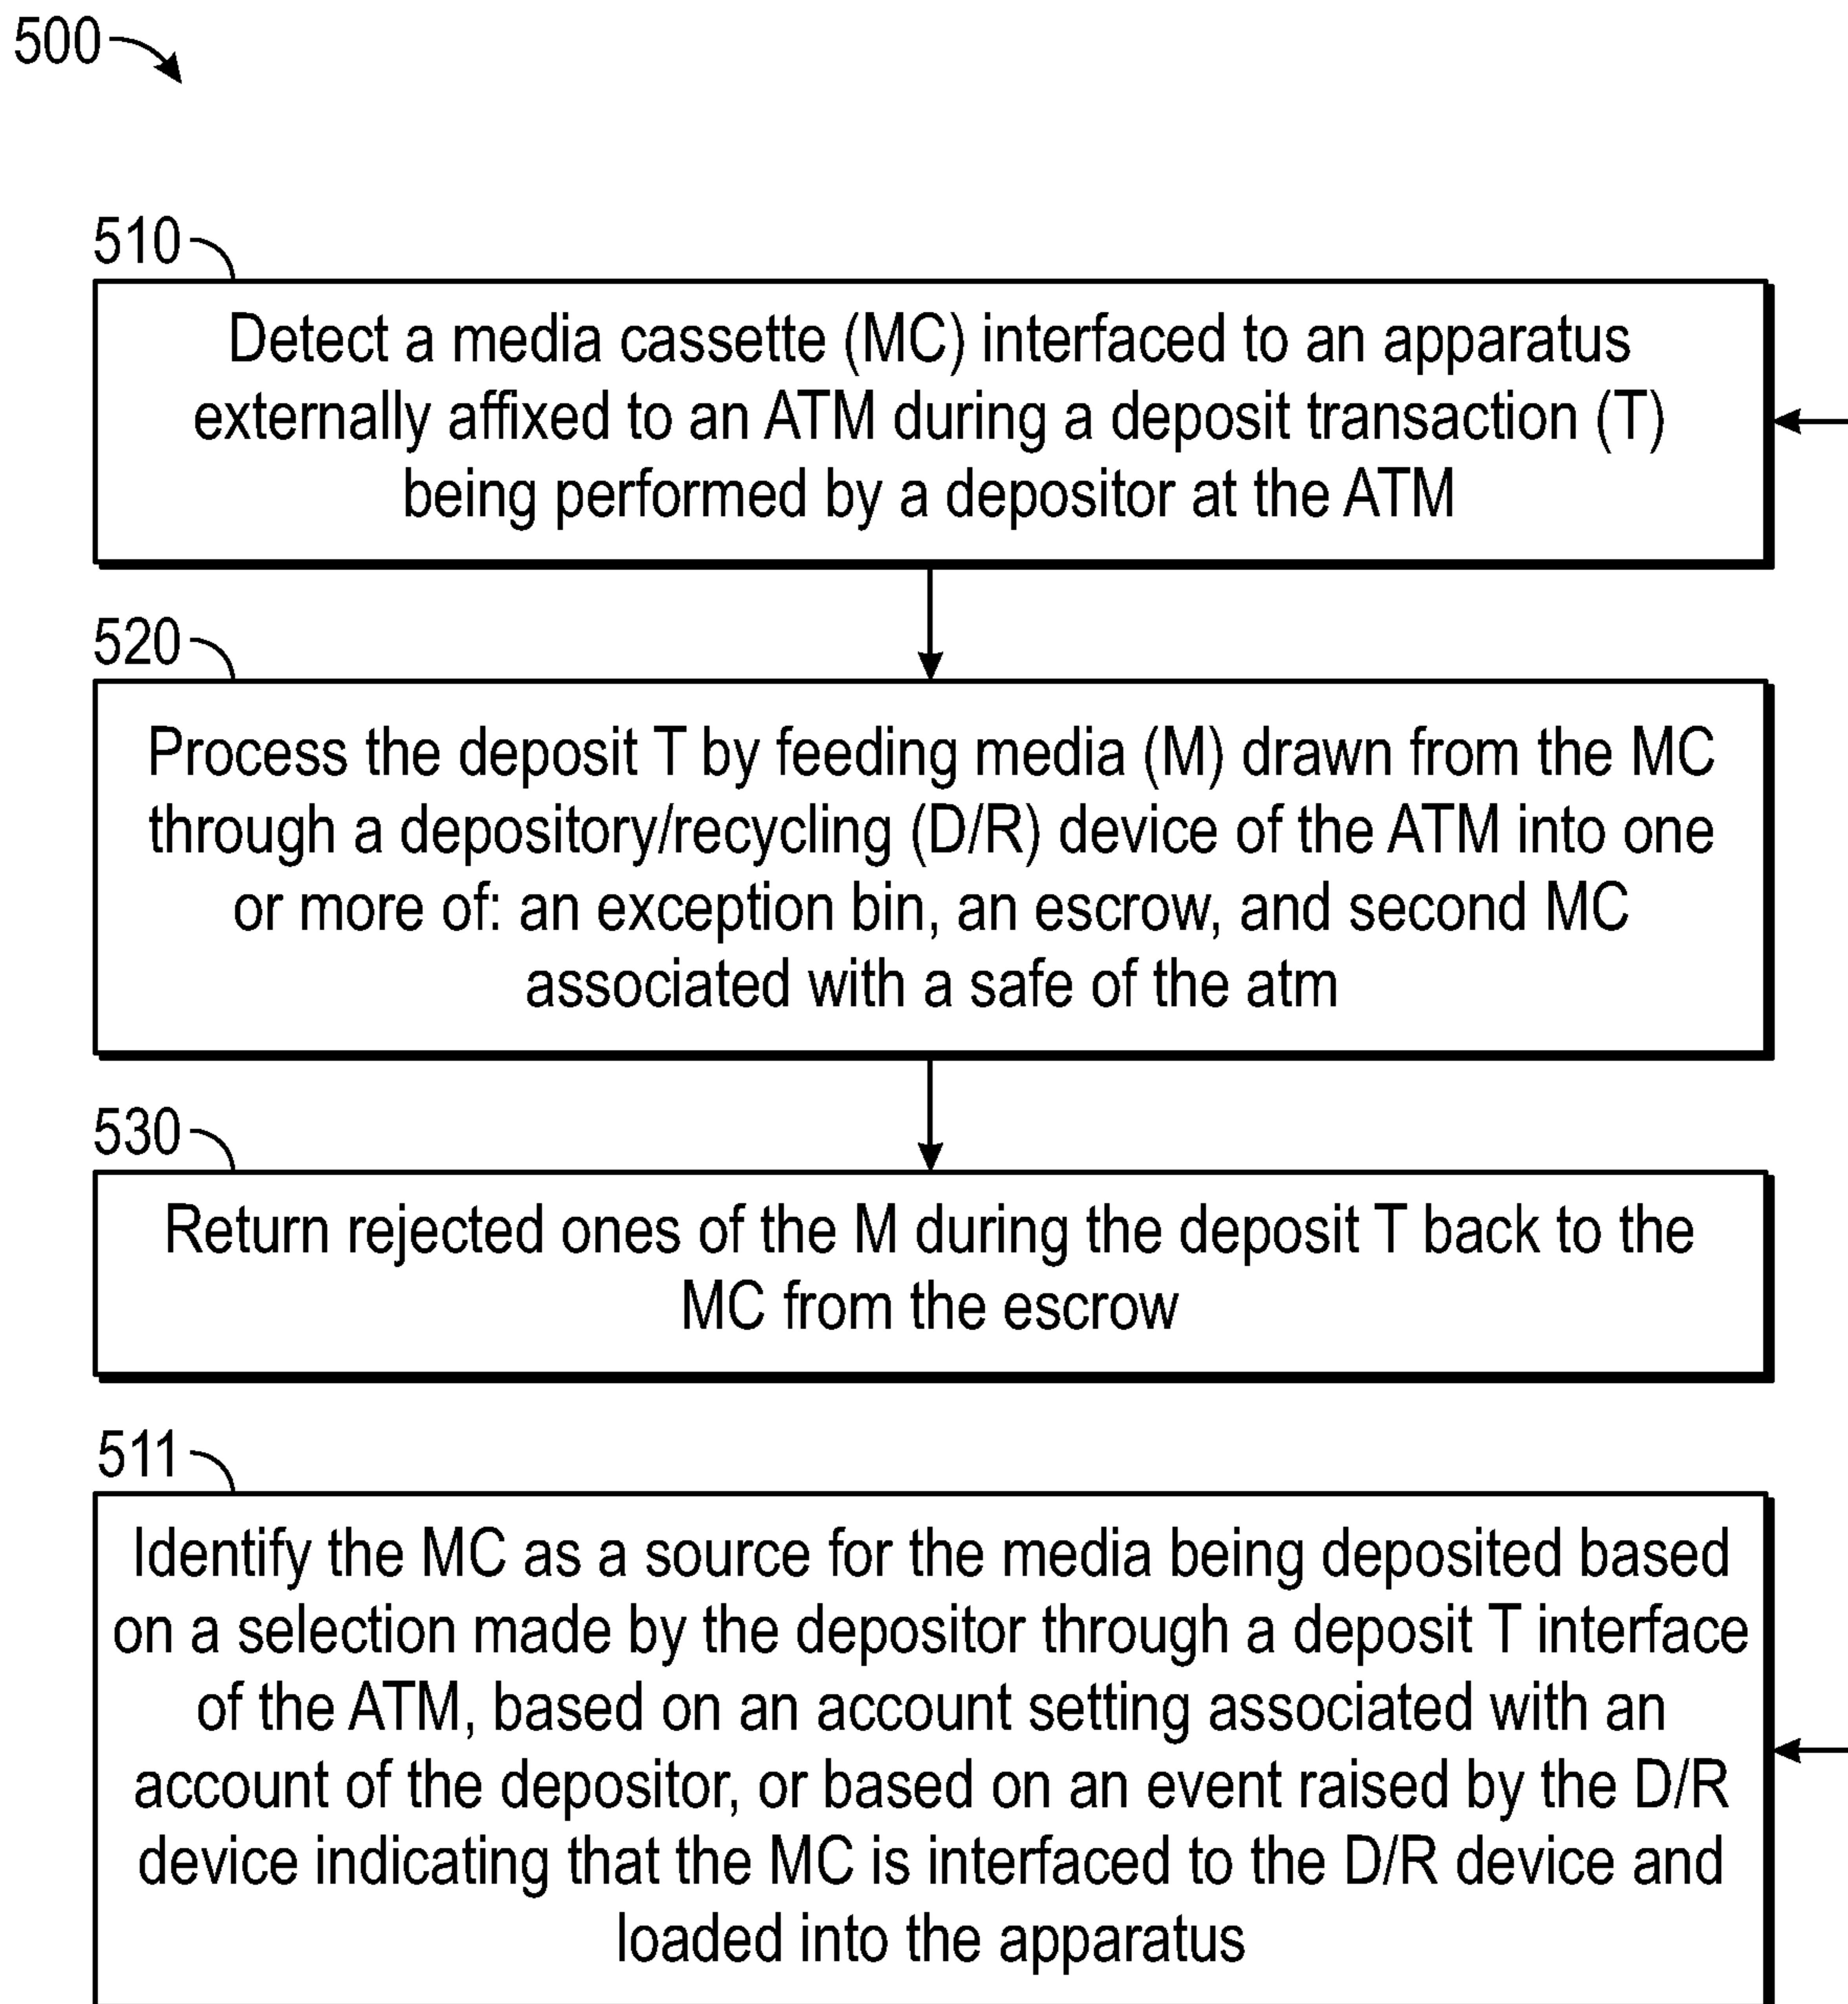 500
510
Detect a media cassette (MC) interfaced to an apparatus
externally affixed to an ATM during a deposit transaction (T)
being performed by a depositor at the ATM
520
Process the deposit T by feeding media (M) drawn from the MC
through a depository/recycling (D/R) device of the ATM into one
or more of: an exception bin, an escrow, and second MC
associated with a safe of the atm
530
Return rejected ones of the M during the deposit T back to the
MC from the escrow
511
Identify the MC as a source for the media being deposited based
on a selection made by the depositor through a deposit T interface
of the ATM, based on an account setting associated with an
account of the depositor, or based on an event raised by the D/R
device indicating that the MC is interfaced to the D/R device and
loaded into the apparatus